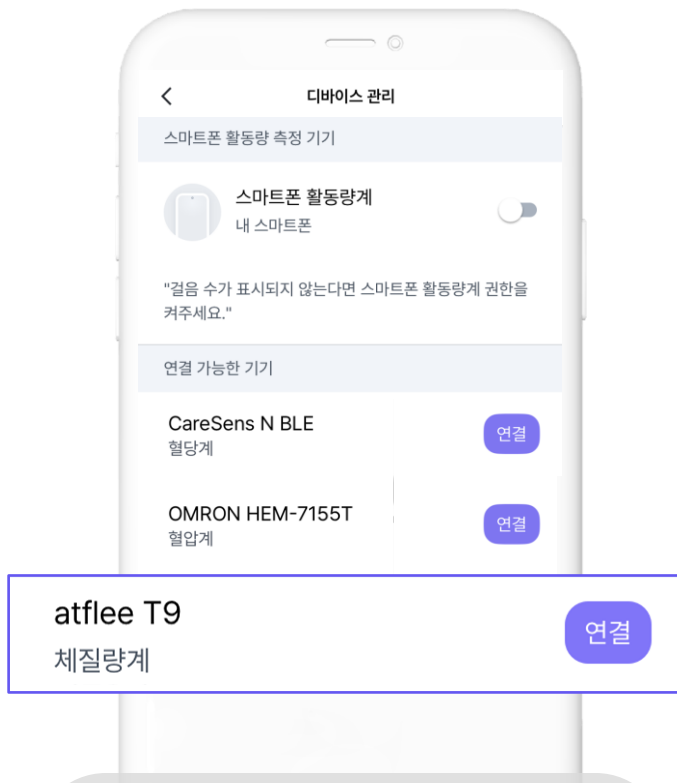 디바이스 관리
스마트폰 활동량 측정 기기
스마트폰 활동량계
내 스마트폰
"걸음 수가 표시되지 않는다면 스마트폰 활동량계 권한을
켜주세요."
연결 가능한 기기
CareSens N BLE
혈당계
연결
OMRON HEM-7155T
혈압계
연결
atflee T9
체질량계
연결